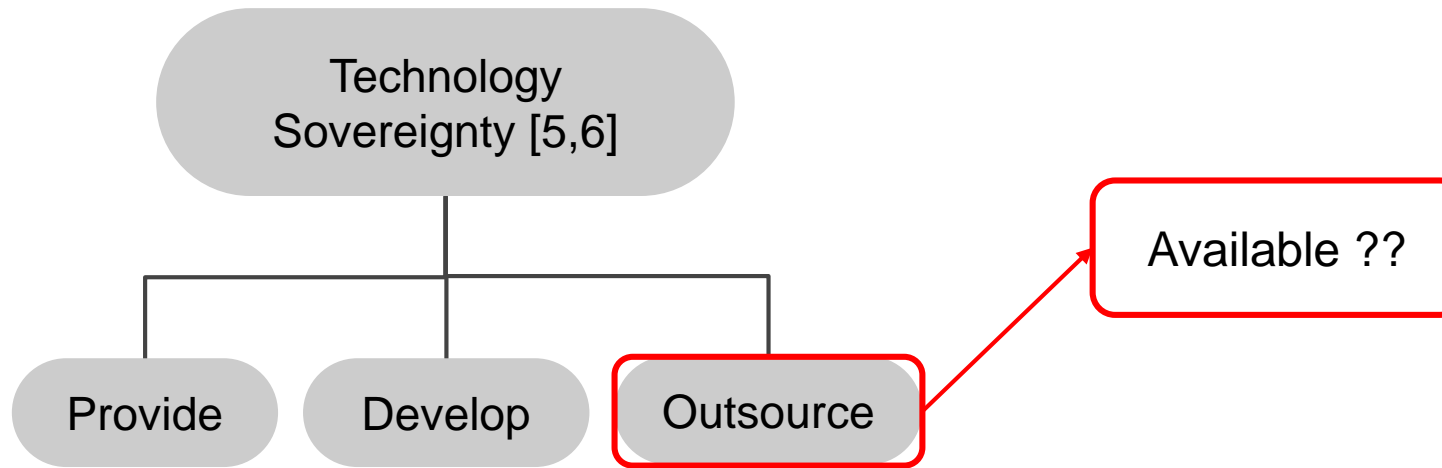 Technology
Sovereignty [5,6]
Available ??
Provide
Develop
Outsource